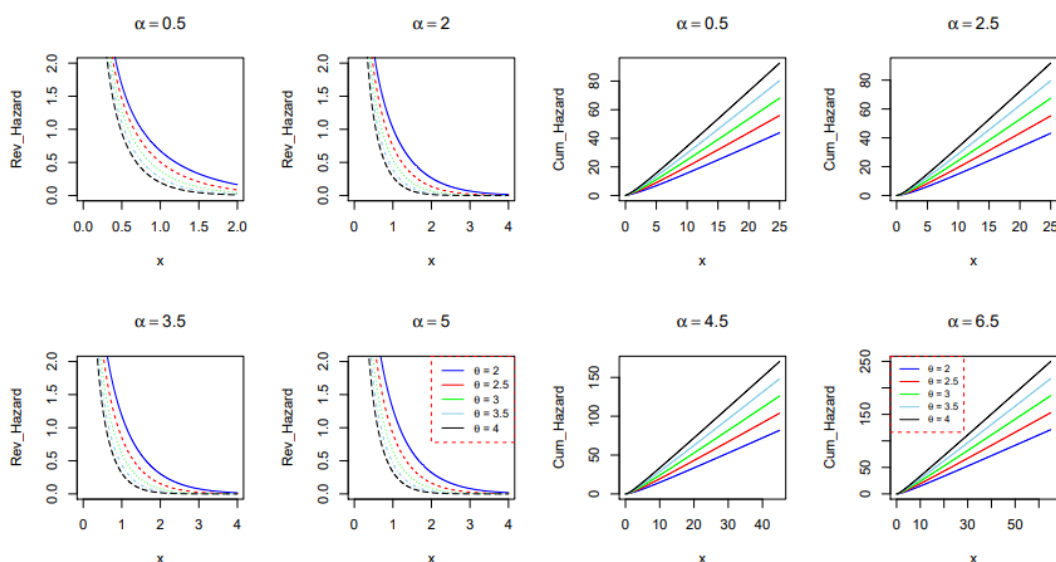 α = 0.5
Rev_Hazard
0.0 0.5 1.0 1.5 2.0
0.0 0.5 1.0 1.5 2.0
x
α = 2
Rev_Hazard
0.0 0.5 1.0 1.5 2.0
0 1 2 3 4
x
α = 0.5
Cum_Hazard
0 20 40 60 80
0 5 10 15 20 25
x
α = 2.5
Cum_Hazard
0 20 40 60 80
0 5 10 15 20 25
x
α = 3.5
Rev_Hazard
0.0 0.5 1.0 1.5 2.0
0 1 2 3 4
x
α = 5
Rev_Hazard
0.0 0.5 1.0 1.5 2.0
0 1 2 3 4
x
θ = 2
θ = 2.5
θ = 3
θ = 3.5
θ = 4
α = 4.5
Cum_Hazard
0 50 100 150
0 10 20 30 40
x
α = 6.5
Cum_Hazard
0 50 150 250
0 10 30 50
x
θ = 2
θ = 2.5
θ = 3
θ = 3.5
θ = 4